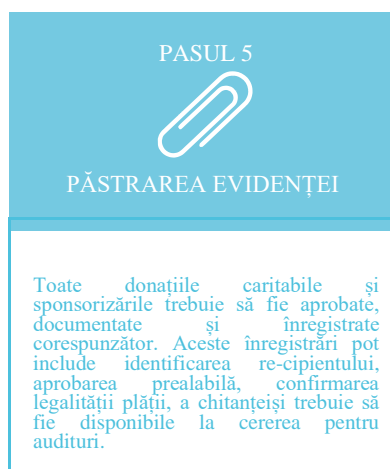 PASUL 5
PĂSTRAREA EVIDENȚEI
Toate donațiile caritabile și
sponsorizările trebuie să fie aprobate,
documentate și înregistrate
corespunzător. Aceste înregistrări pot
include identificarea re-cipientului,
aprobarea prealabilă, confirmarea
legalității plății, a chitanțeiși trebuie să
fie disponibile la cererea pentru
audituri.